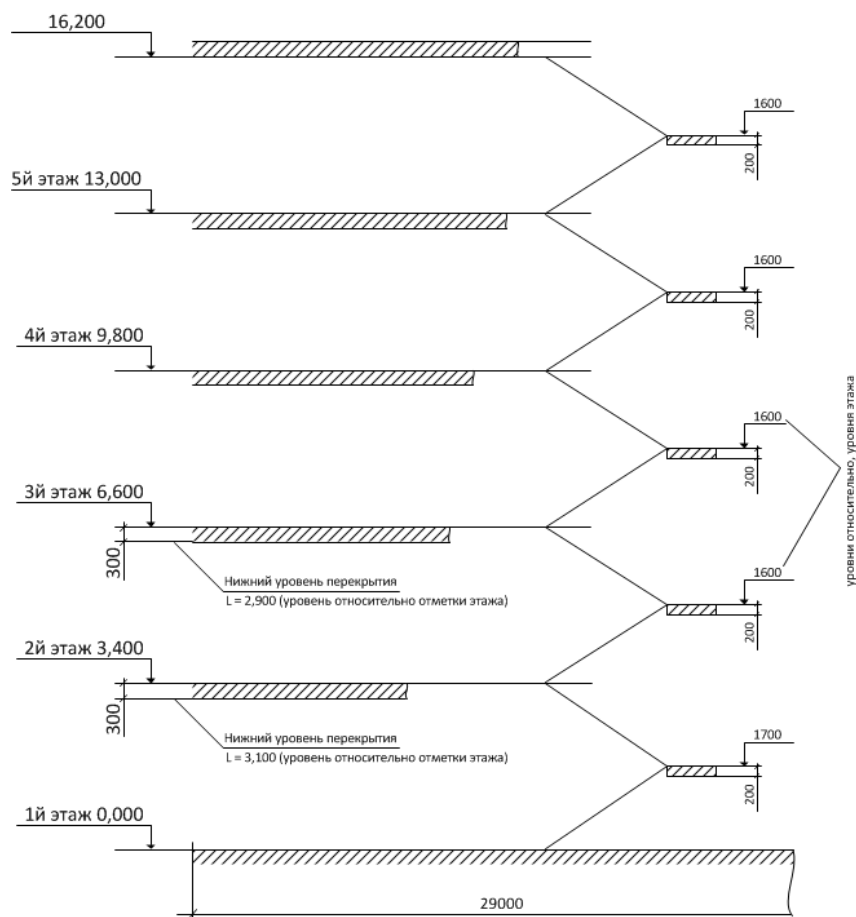 16,200
1600
200
5й этаж 13,000
1600
200
4й этаж 9,800
1600
200
3й этаж 6,600
300
Нижний уровень перекрытия
L = 2,900 (уровень относительно отметки этажа)
1600
200
уровни относительно, уровня этажа
2й этаж 3,400
300
Нижний уровень перекрытия
L = 3,100 (уровень относительно отметки этажа)
1700
200
1й этаж 0,000
29000